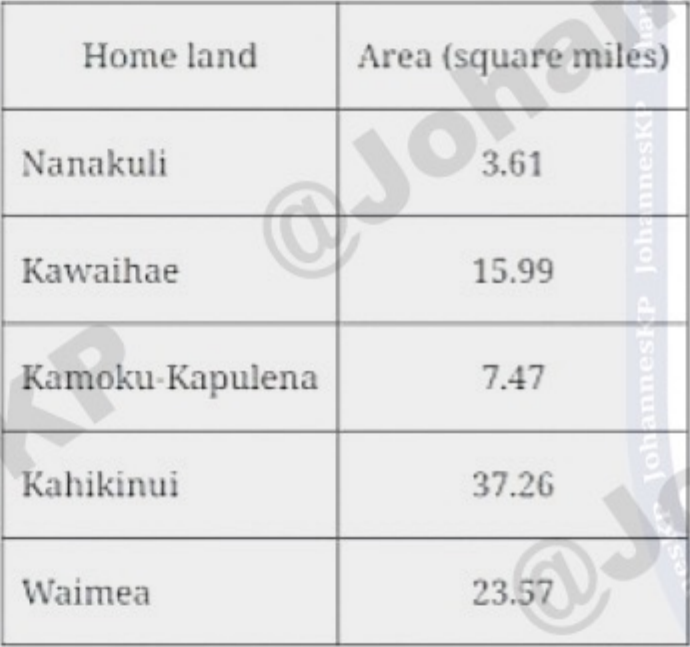 Home land Area (square miles)
Nanakuli 3.61
Kawaihae 15.99
Kamoku-Kapulena 7.47
Kahikinui 37.26
Waimea 23.57
@Johan
KP
@Jo
JohannesKP JohannesKP